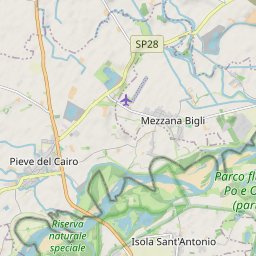 SP28
Mezzana Bigli
Pieve del Cairo
Parco fl
Po e O
(par
Riserva
naturale
speciale
Isola Sant'Antonio